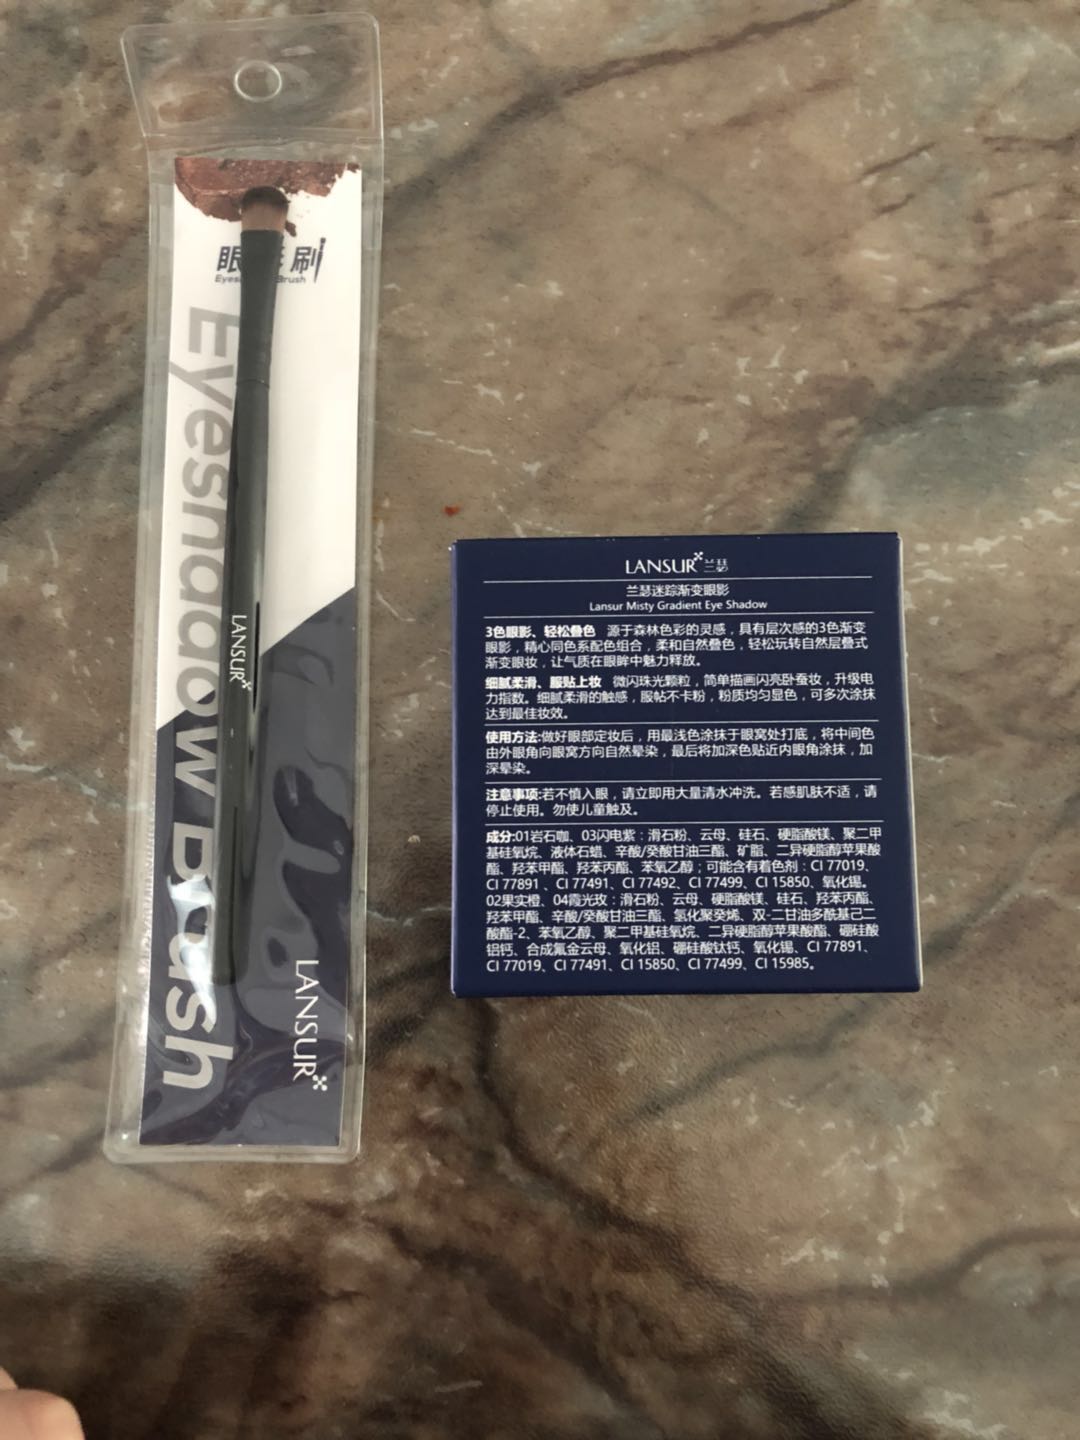 眼 刷
Eyes Brush
Eyeshadow Brush
LANSUR
LANSUR
LANSUR 兰瑟
兰瑟迷踪渐变眼影
Lansur Misty Gradient Eye Shadow
3色眼影、轻松叠色 源于森林色彩的灵感，具有层次感的3色渐变
眼影，精心同色系配色组合，柔和自然叠色，轻松玩转自然层叠式
渐变眼妆，让气质在眼眸中魅力释放。
细腻柔滑、服贴上妆 微闪珠光颗粒，简单描画闪亮卧蚕妆，升级电
力指数。细腻柔滑的触感，服帖不卡粉，粉质均匀显色，可多次涂抹
达到最佳妆效。
使用方法:做好眼部定妆后，用最浅色涂抹于眼窝处打底，将中间色
由外眼角向眼窝方向自然晕染，最后将加深色贴近内眼角涂抹，加
深晕染。
注意事项:若不慎入眼，请立即用大量清水冲洗。若感肌肤不适，请
停止使用。勿使儿童触及。
成分:01岩石咖、03闪电紫：滑石粉、云母、硅石、硬脂酸镁、聚二甲
基硅氧烷、液体石蜡、辛酸/癸酸甘油三酯、矿脂、二异硬脂醇苹果酸
酯、羟苯甲酯、羟苯丙酯、苯氧乙醇；可能含有着色剂：CI 77019、
CI 77891、CI 77491、CI 77492、CI 77499、CI 15850、氧化锡。
02果实橙、04霞光玫：滑石粉、云母、硬脂酸镁、硅石、羟苯丙酯、
羟苯甲酯、辛酸/癸酸甘油三酯、氢化聚癸烯、双-二甘油多酰基己二
酸酯-2、苯氧乙醇、聚二甲基硅氧烷、二异硬脂醇苹果酸酯、硼硅酸
铝钙、合成氟金云母、氧化铝、硼硅酸钛钙、氧化锡、CI 77891、
CI 77019、CI 77491、CI 15850、CI 77499、CI 15985。